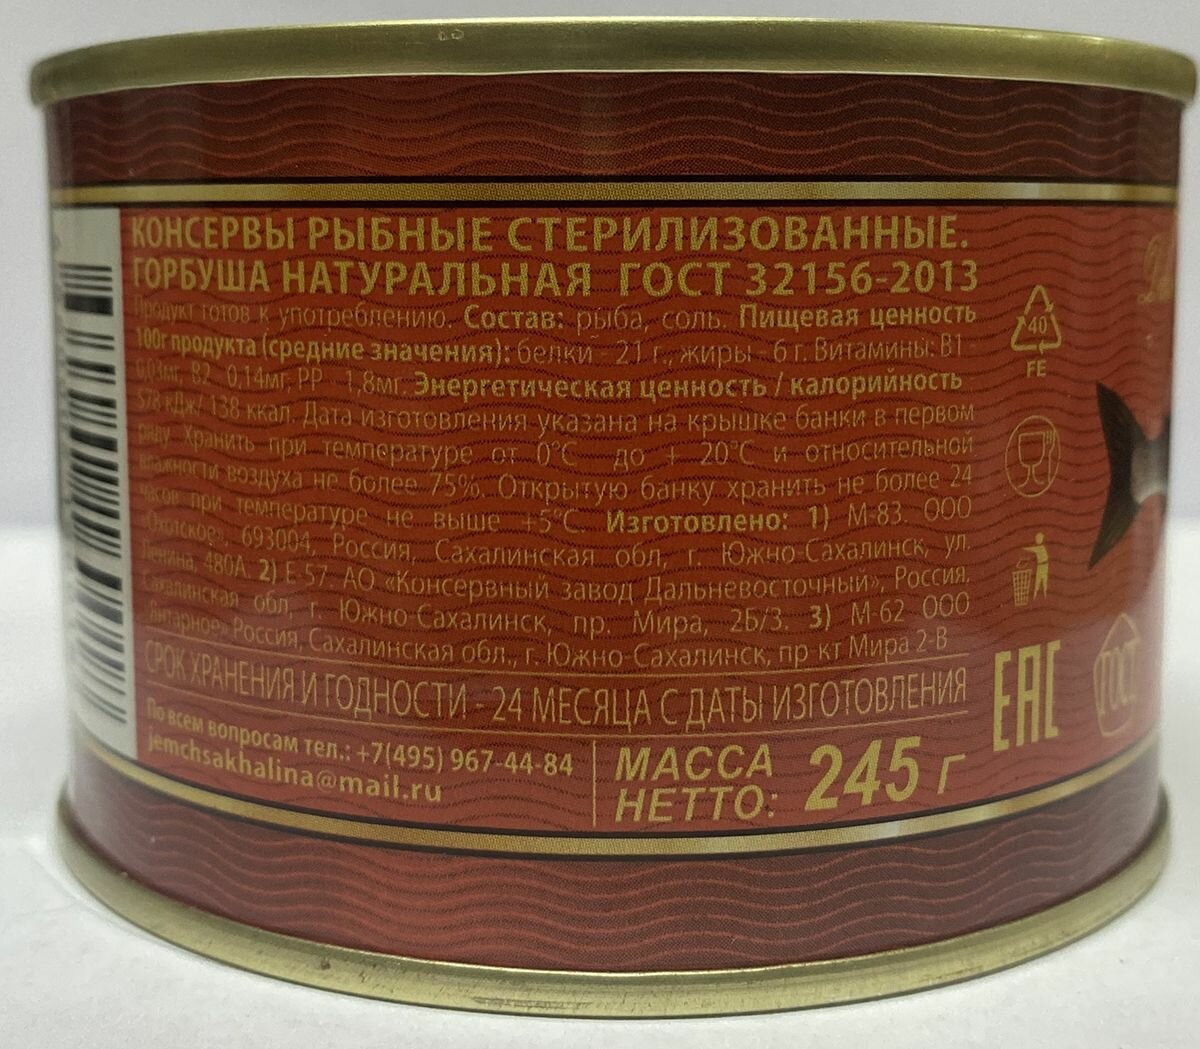 КОНСЕРВЫ РЫБНЫЕ СТЕРИЛИЗОВАННЫЕ.
ГОРБУША НАТУРАЛЬНАЯ ГОСТ 32156-2013
Продукт готов к употреблению. Состав: рыба, соль. Пищевая ценность
100г продукта (средние значения): белки - 21 г., жиры - 6 г. Витамины: В1 -
0,03мг, В2 - 0,14мг, РР - 1,8мг. Энергетическая ценность / калорийность
578 кДж/ 138 ккал. Дата изготовления указана на крышке банки в первом
ряду. Хранить при температуре от 0°С до + 20°С и относительной
влажности воздуха не более 75%. Открытую банку хранить не более 24
часов при температуре не выше +5°С. Изготовлено: 1) М-83. ООО
«Охотское», 693004, Россия, Сахалинская обл, г. Южно-Сахалинск, ул.
Ленина, 480А. 2) Е-57. АО «Консервный завод Дальневосточный», Россия,
Сахалинская обл, г. Южно-Сахалинск, пр. Мира, 2Б/3. 3) М-62 ООО
«Янтарное» Россия, Сахалинская обл., г. Южно-Сахалинск, пр-кт Мира 2-В
СРОК ХРАНЕНИЯ И ГОДНОСТИ - 24 МЕСЯЦА С ДАТЫ ИЗГОТОВЛЕНИЯ
По всем вопросам тел.: +7(495) 967-44-84
jemchsakhalina@mail.ru
МАССА
НЕТТО: 245 г
40
FE
ЕАС
ГОСТ